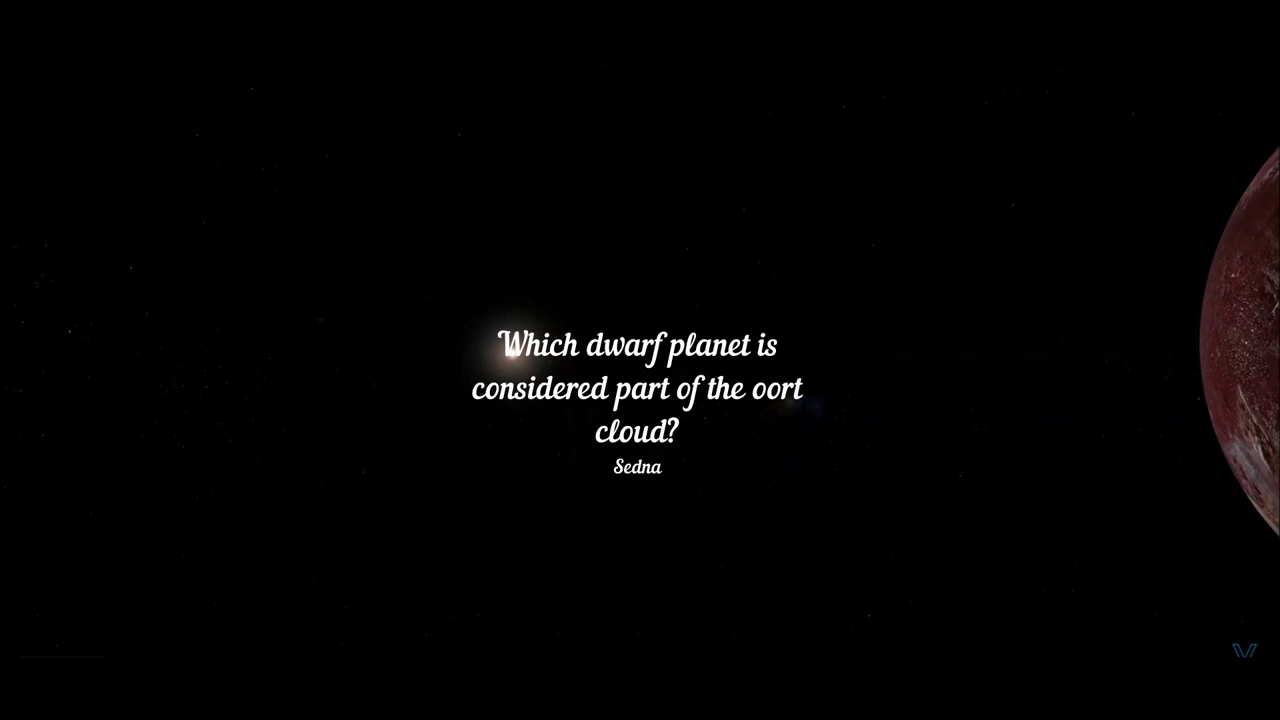 Which dwarf planet is
considered part of the oort
cloud?
Sedna